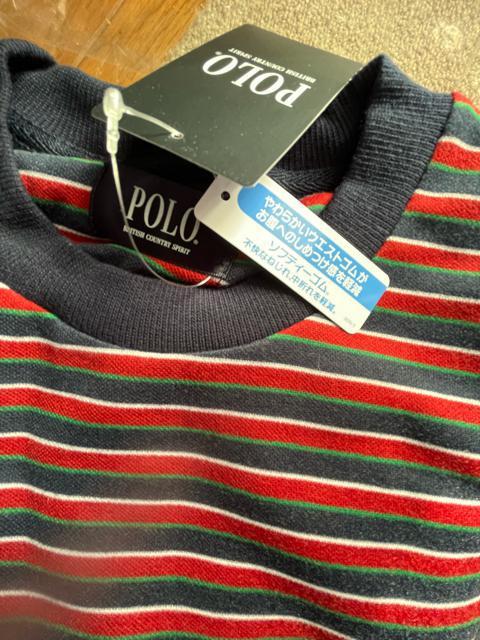 POLO
BRITISH COUNTRY SPIRIT
POLO®
BRITISH COUNTRY SPIRIT
やわらかいウエストゴムが
お腹へのしめつけ感を軽減
ソフティーゴム®
不快なねじれ、中折れを軽減。